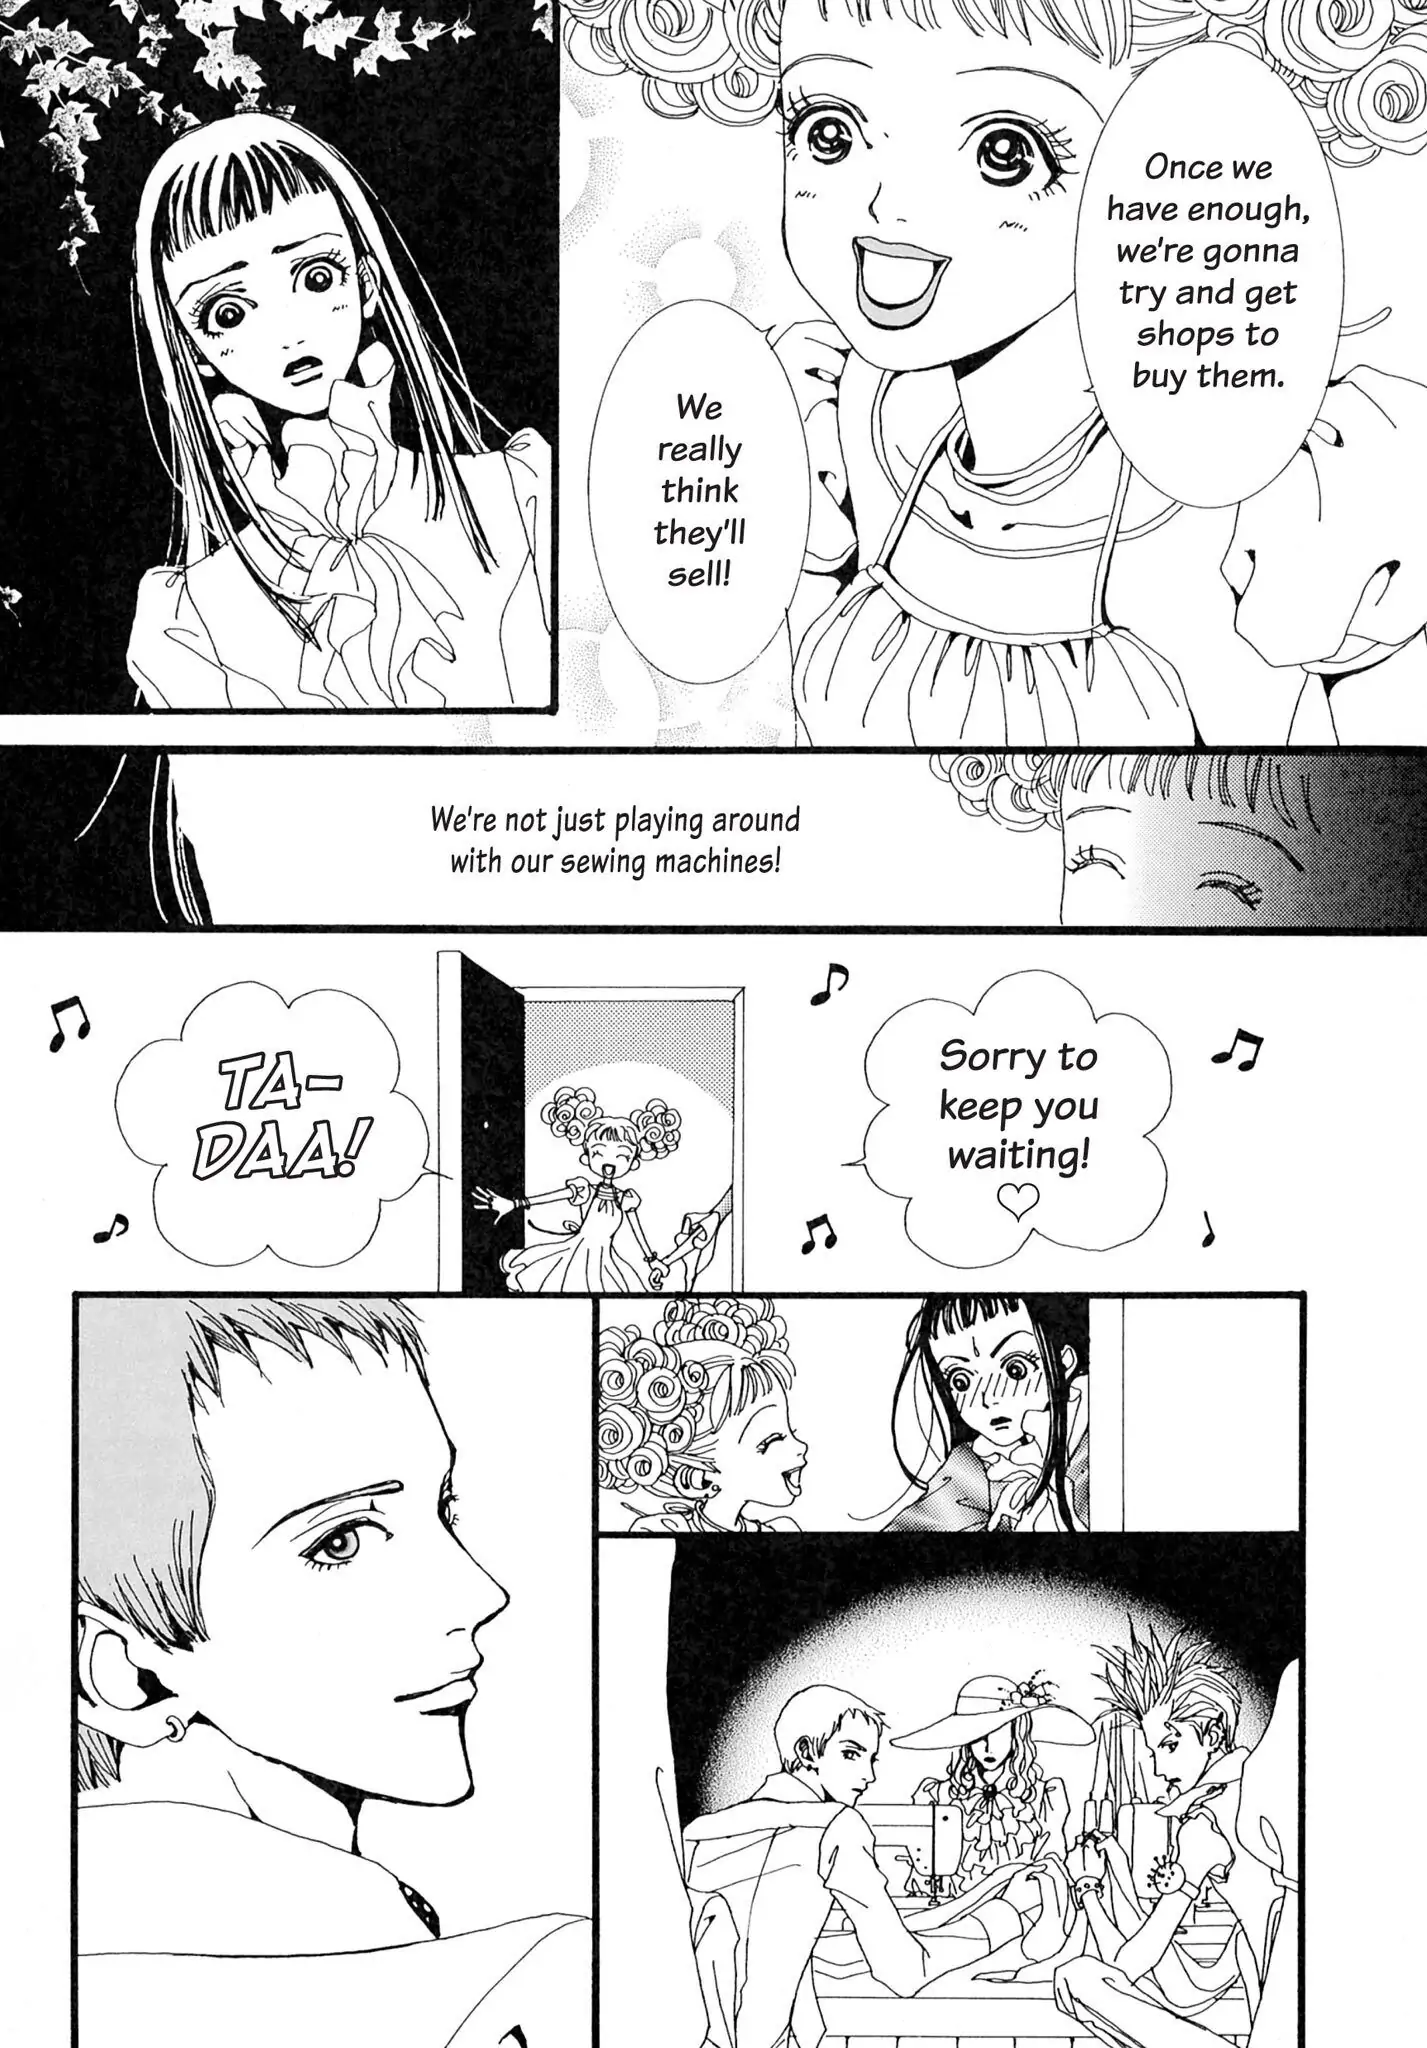 Once we
have enough,
we're gonna
try and get
shops to
buy them.
We
really
think
they'll
sell!
We're not just playing around
with our sewing machines!
TA-
DAA!
Sorry to
keep you
waiting!
♡